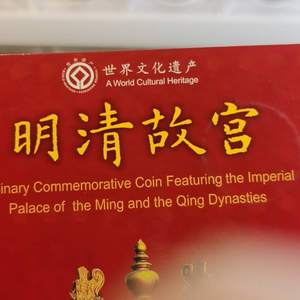 世界文化遗产
A World Cultural Heritage
明清故宫
inary Commemorative Coin Featuring the Imperial
Palace of the Ming and the Qing Dynasties